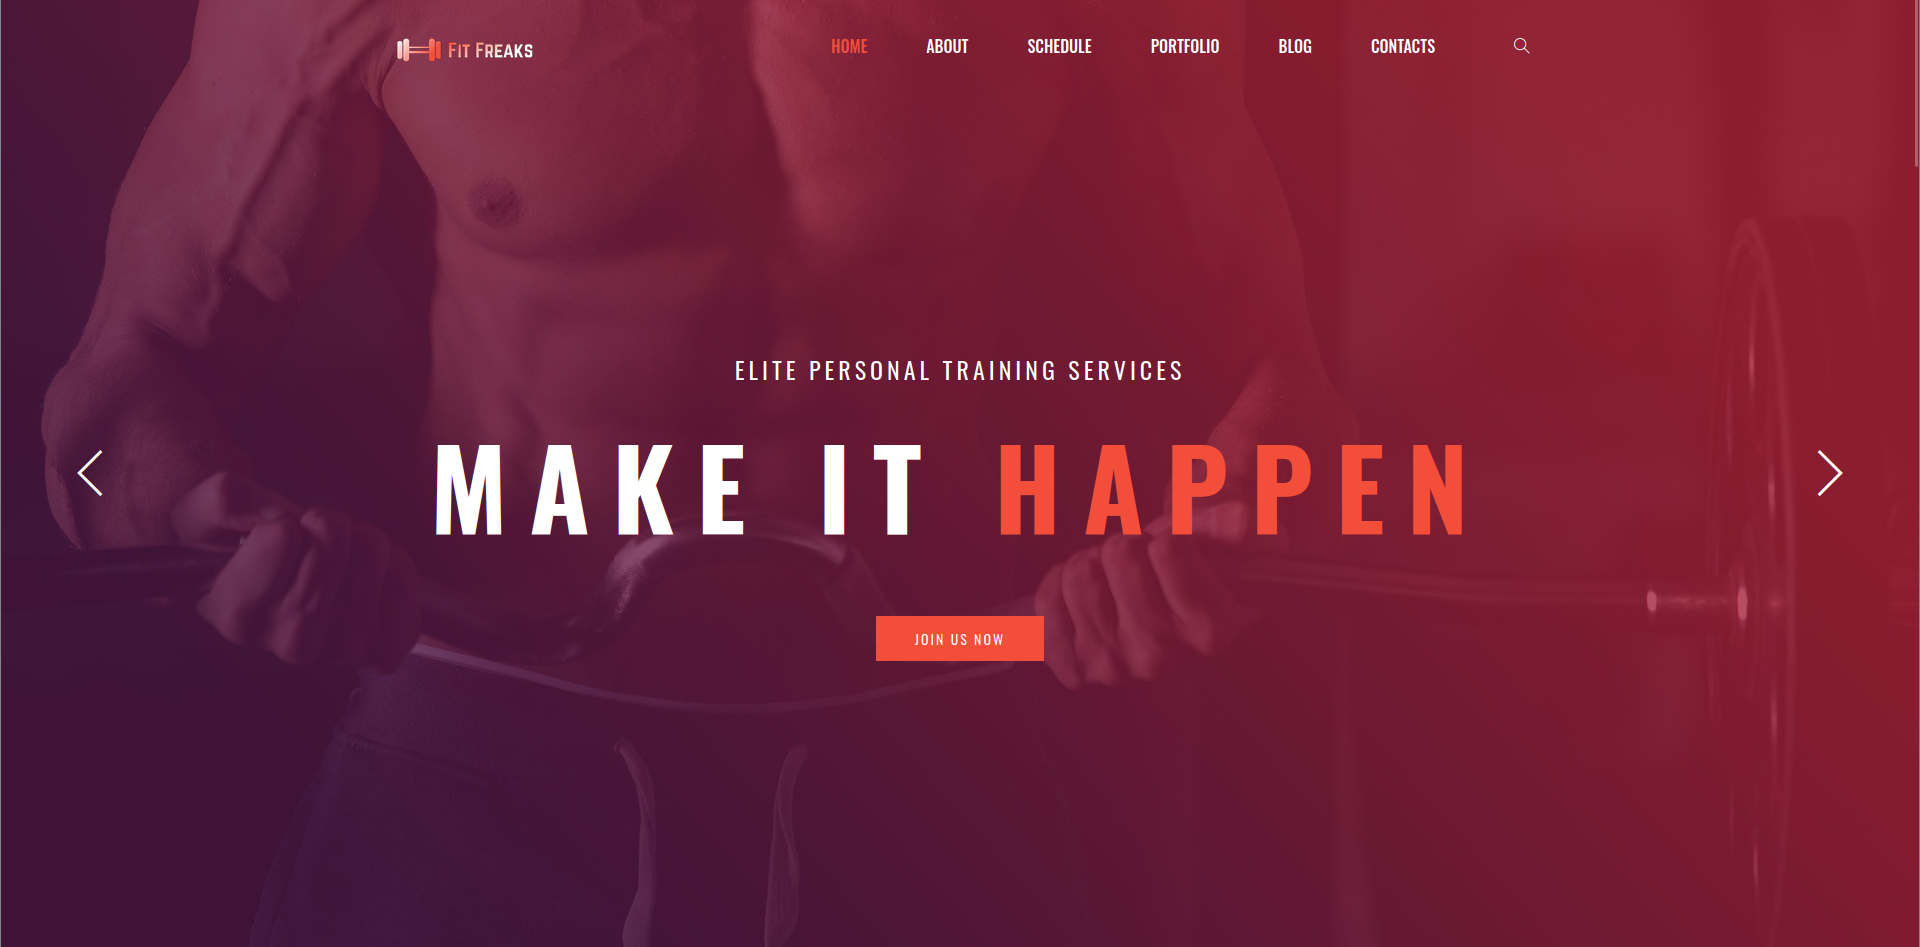 FIT FREAKS
HOME ABOUT SCHEDULE PORTFOLIO BLOG CONTACTS
ELITE PERSONAL TRAINING SERVICES
MAKE IT HAPPEN
JOIN US NOW